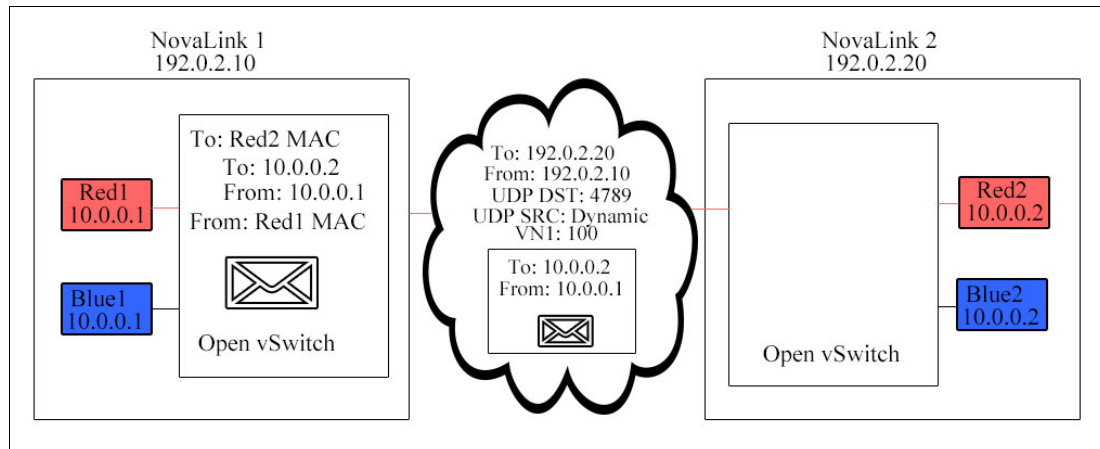 NovaLink 1
192.0.2.10
To: Red2 MAC
To: 10.0.0.2
From: 10.0.0.1
From: Red1 MAC
Red1
10.0.0.1
Blue1
10.0.0.1
Open vSwitch
To: 192.0.2.20
From: 192.0.2.10
UDP DST: 4789
UDP SRC: Dynamic
VN1: 100
To: 10.0.0.2
From: 10.0.0.1
NovaLink 2
192.0.2.20
Open vSwitch
Red2
10.0.0.2
Blue2
10.0.0.2